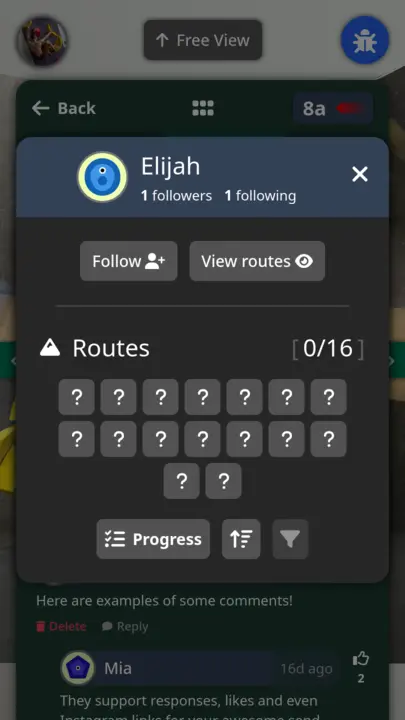 Free View
Back
8a
Elijah
1 followers 1 following
Follow
View routes
Routes
[ 0/16 ]
? ? ? ? ? ? ?
? ? ? ? ? ? ?
? ?
Progress
Here are examples of some comments!
Delete Reply
Mia 16d ago
2
They support responses, likes and even
Instagram links for your awesome send